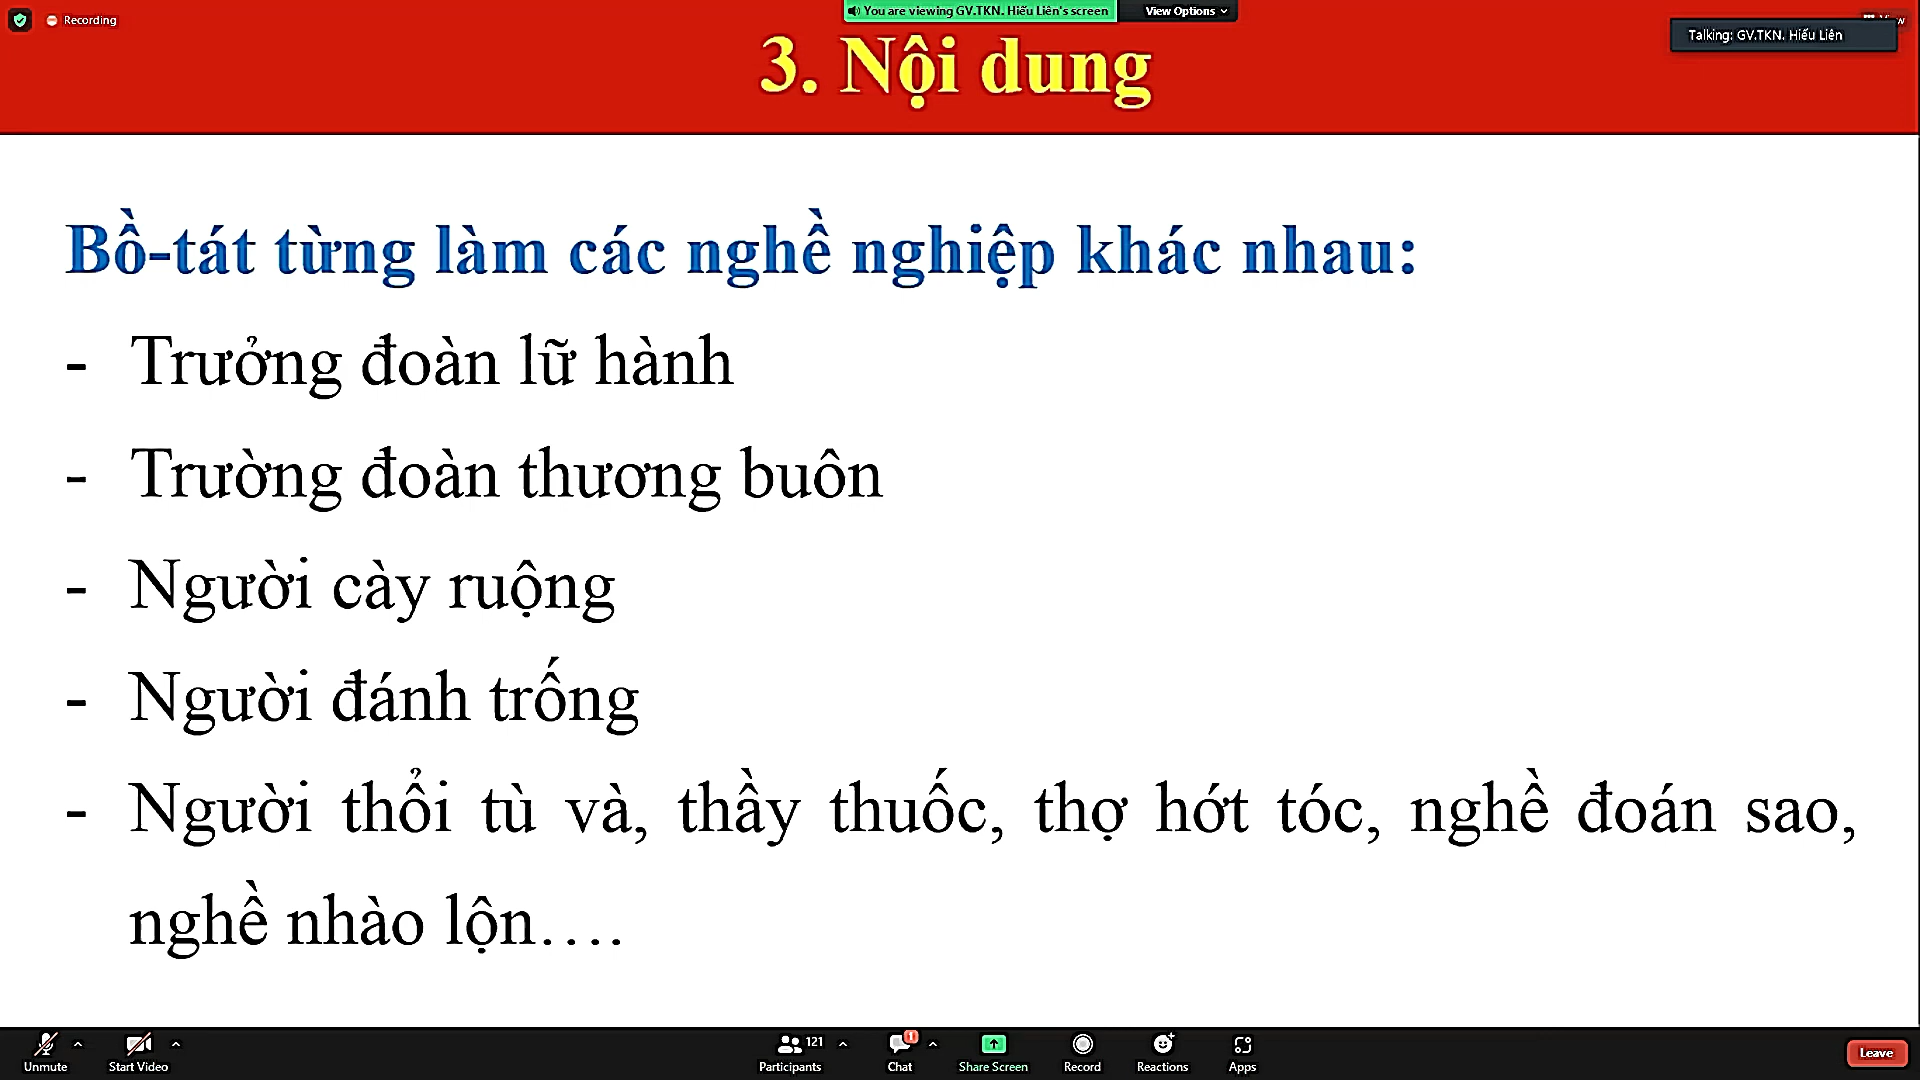 Recording
You are viewing GV.TKN. Hiếu Liên's screen
View Options
Talking: GV.TKN. Hiếu Liên
3. Nội dung
Bồ-tát từng làm các nghề nghiệp khác nhau:
- Trưởng đoàn lữ hành
- Trường đoàn thương buôn
- Người cày ruộng
- Người đánh trống
- Người thổi tù và, thầy thuốc, thợ hớt tóc, nghề đoán sao,
nghề nhào lộn….
Unmute
Start Video
121
Participants
1
Chat
Share Screen
Record
Reactions
Apps
Leave